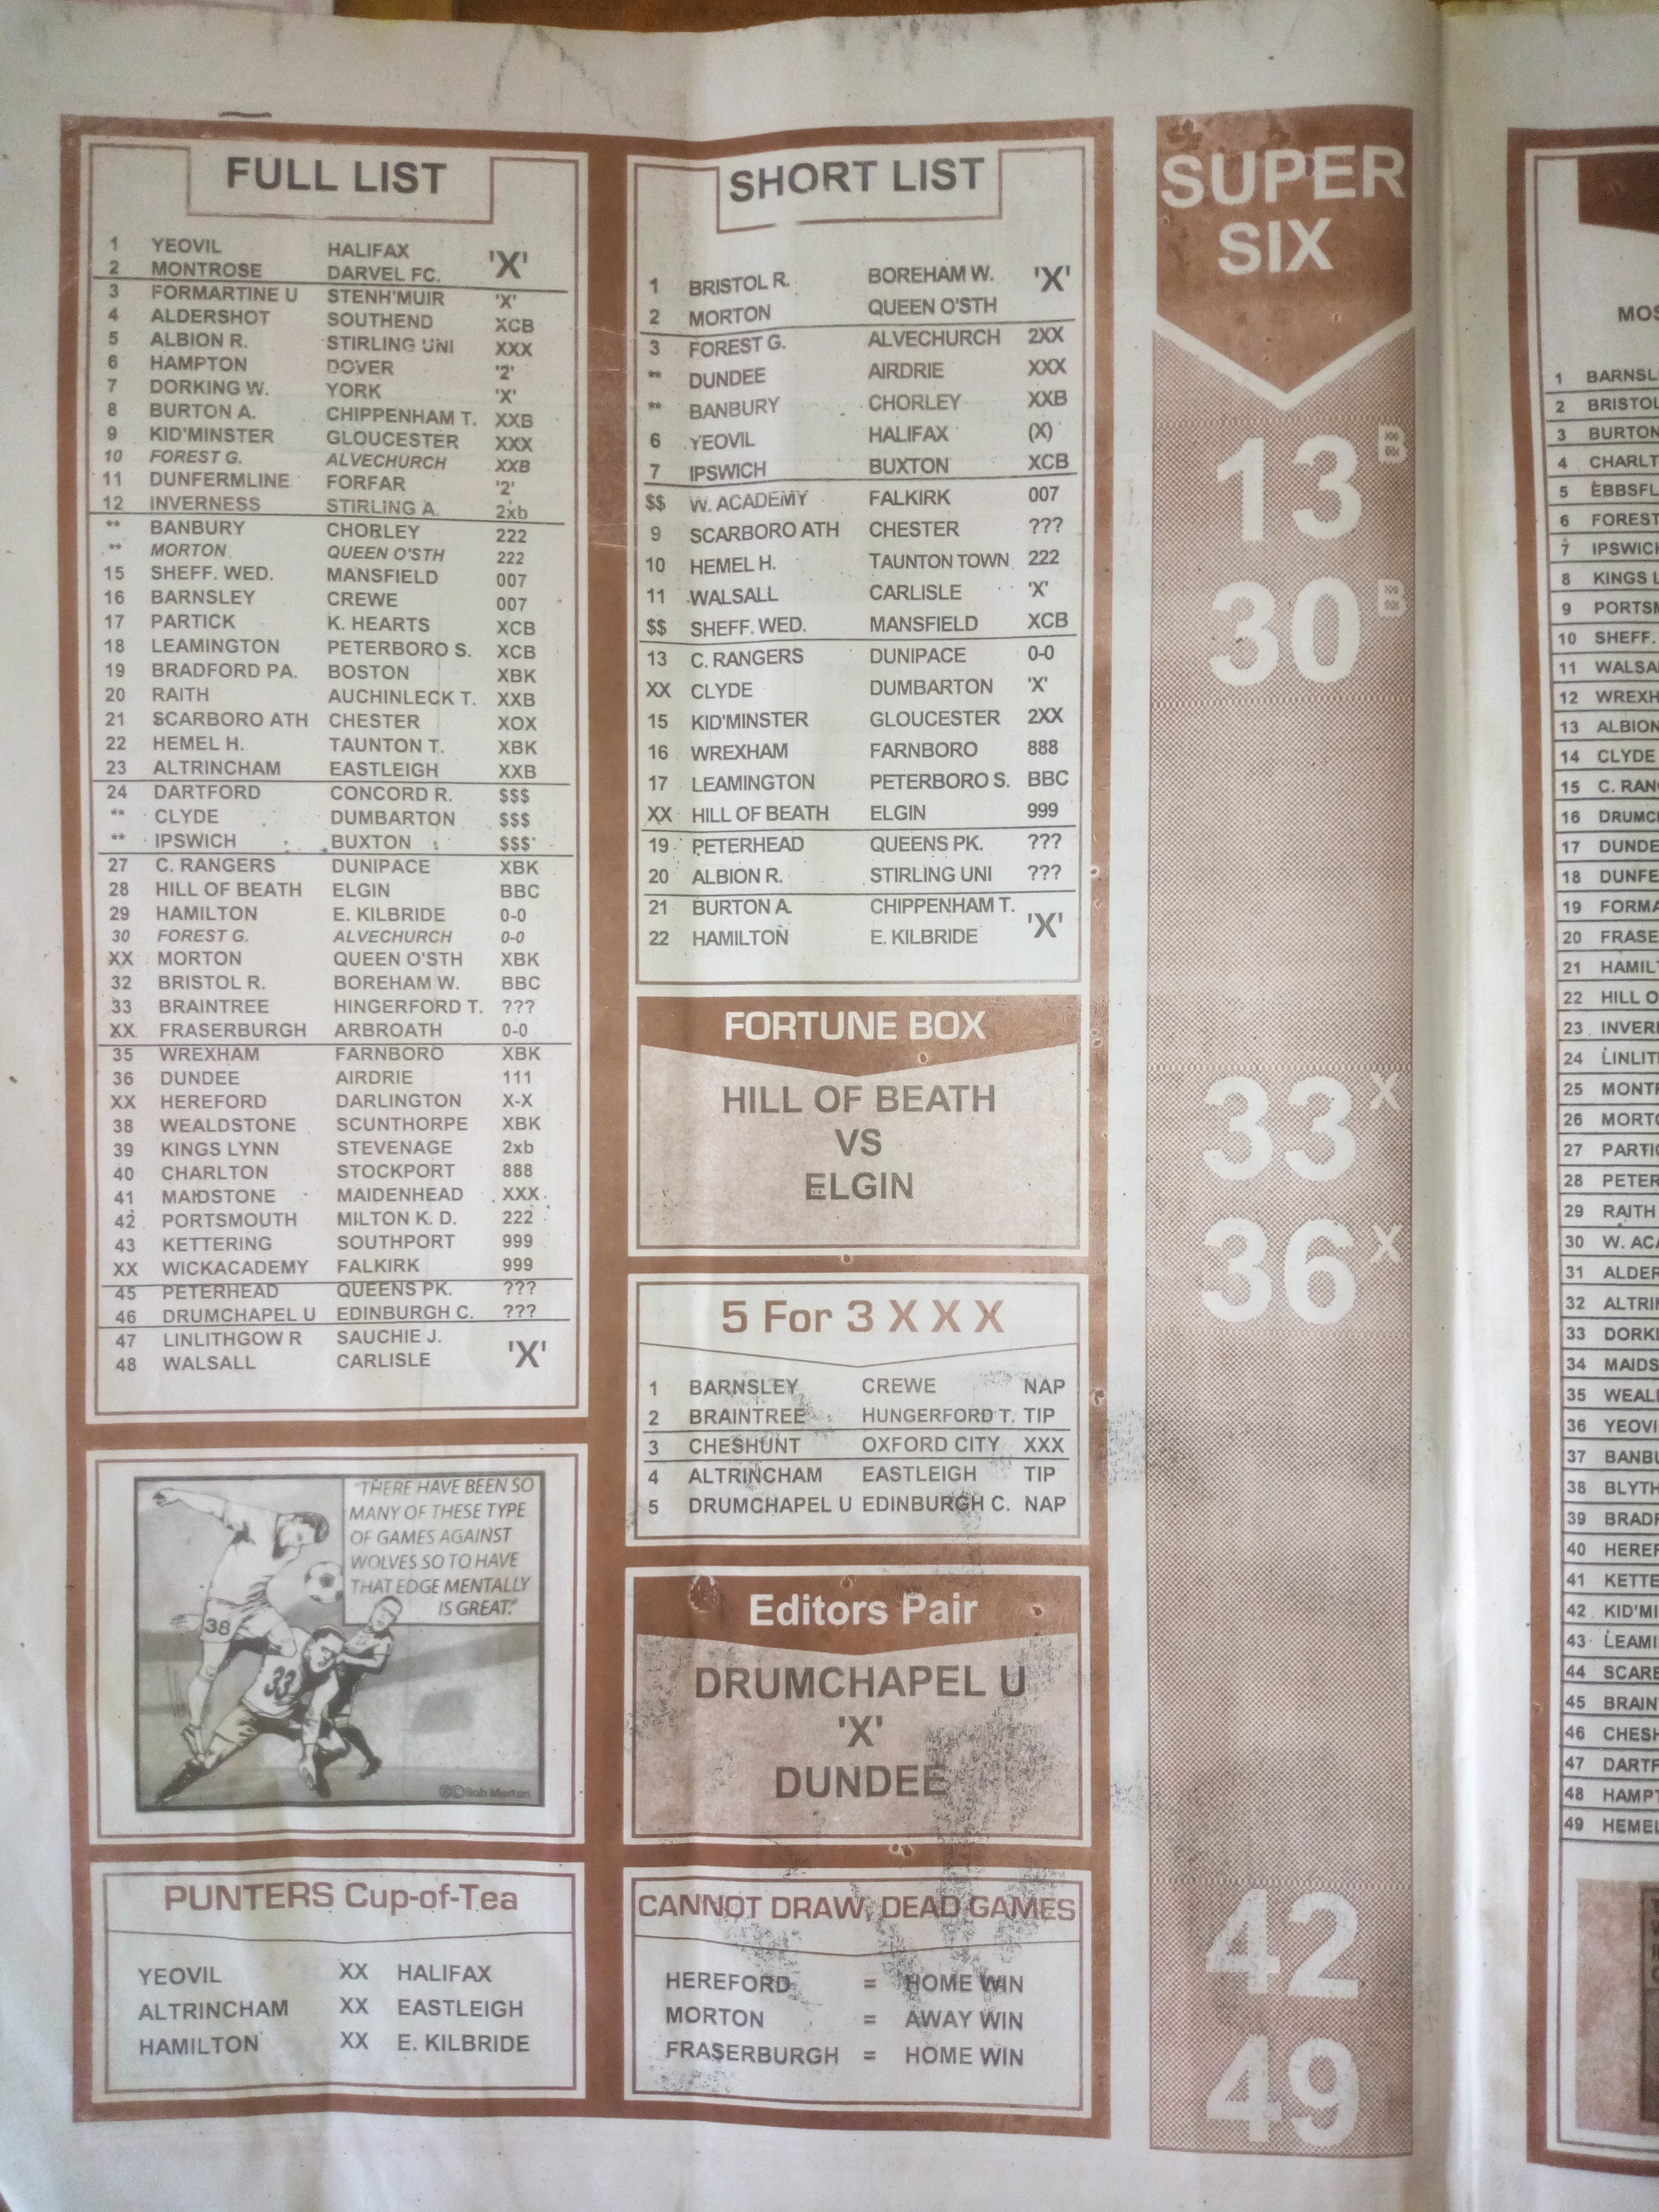 FULL LIST
1 YEOVIL HALIFAX 'X'
2 MONTROSE DARVEL FC.
3 FORMARTINE U STENH'MUIR 'X'
4 ALDERSHOT SOUTHEND XCB
5 ALBION R. STIRLING UNI XXX
6 HAMPTON DOVER '2'
7 DORKING W. YORK 'X'
8 BURTON A. CHIPPENHAM T. XXB
9 KID'MINSTER GLOUCESTER XXX
10 FOREST G. ALVECHURCH XXB
11 DUNFERMLINE FORFAR '2'
12 INVERNESS STIRLING A. 2xb
** BANBURY CHORLEY 222
** MORTON QUEEN O'STH 222
15 SHEFF. WED. MANSFIELD 007
16 BARNSLEY CREWE 007
17 PARTICK K. HEARTS XCB
18 LEAMINGTON PETERBORO S. XCB
19 BRADFORD PA. BOSTON XBK
20 RAITH AUCHINLECK T. XXB
21 SCARBORO ATH CHESTER XOX
22 HEMEL H. TAUNTON T. XBK
23 ALTRINCHAM EASTLEIGH XXB
24 DARTFORD CONCORD R. $$$
** CLYDE DUMBARTON $$$
** IPSWICH BUXTON $$$
27 C. RANGERS DUNIPACE XBK
28 HILL OF BEATH ELGIN BBC
29 HAMILTON E. KILBRIDE 0-0
30 FOREST G. ALVECHURCH 0-0
XX MORTON QUEEN O'STH XBK
32 BRISTOL R. BOREHAM W. BBC
33 BRAINTREE HINGERFORD T. ???
XX FRASERBURGH ARBROATH 0-0
35 WREXHAM FARNBORO XBK
36 DUNDEE AIRDRIE 111
XX HEREFORD DARLINGTON X-X
38 WEALDSTONE SCUNTHORPE XBK
39 KINGS LYNN STEVENAGE 2xb
40 CHARLTON STOCKPORT 888
41 MAIDSTONE MAIDENHEAD XXX
42 PORTSMOUTH MILTON K. D. 222
43 KETTERING SOUTHPORT 999
XX WICKACADEMY FALKIRK 999
45 PETERHEAD QUEENS PK. ???
46 DRUMCHAPEL U EDINBURGH C. ???
47 LINLITHGOW R SAUCHIE J. 'X'
48 WALSALL CARLISLE
"THERE HAVE BEEN SO
MANY OF THESE TYPE
OF GAMES AGAINST
WOLVES SO TO HAVE
THAT EDGE MENTALLY
IS GREAT."
38
33
®©Bob Morton
PUNTERS Cup-of-Tea
YEOVIL XX HALIFAX
ALTRINCHAM XX EASTLEIGH
HAMILTON XX E. KILBRIDE
SHORT LIST
1 BRISTOL R. BOREHAM W. 'X'
2 MORTON QUEEN O'STH
3 FOREST G. ALVECHURCH 2XX
** DUNDEE AIRDRIE XXX
** BANBURY CHORLEY XXB
6 YEOVIL HALIFAX (X)
7 IPSWICH BUXTON XCB
$$ W. ACADEMY FALKIRK 007
9 SCARBORO ATH CHESTER ???
10 HEMEL H. TAUNTON TOWN 222
11 WALSALL CARLISLE 'X'
$$ SHEFF. WED. MANSFIELD XCB
13 C. RANGERS DUNIPACE 0-0
XX CLYDE DUMBARTON 'X'
15 KID'MINSTER GLOUCESTER 2XX
16 WREXHAM FARNBORO 888
17 LEAMINGTON PETERBORO S. BBC
XX HILL OF BEATH ELGIN 999
19 PETERHEAD QUEENS PK. ???
20 ALBION R. STIRLING UNI ???
21 BURTON A. CHIPPENHAM T. 'X'
22 HAMILTON E. KILBRIDE
FORTUNE BOX
HILL OF BEATH
VS
ELGIN
5 For 3 X X X
1 BARNSLEY CREWE NAP
2 BRAINTREE HUNGERFORD T. TIP
3 CHESHUNT OXFORD CITY XXX
4 ALTRINCHAM EASTLEIGH TIP
5 DRUMCHAPEL U EDINBURGH C. NAP
Editors Pair
DRUMCHAPEL U
'X'
DUNDEE
CANNOT DRAW, DEAD GAMES
HEREFORD = HOME WIN
MORTON = AWAY WIN
FRASERBURGH = HOME WIN
SUPER
SIX
13 B
30 B
33 X
36 X
42
49
MOS
1 BARNSL
2 BRISTOL
3 BURTON
4 CHARLT
5 EBBSFL
6 FOREST
7 IPSWICH
8 KINGS L
9 PORTSM
10 SHEFF.
11 WALSA
12 WREXH
13 ALBION
14 CLYDE
15 C. RAN
16 DRUMC
17 DUNDE
18 DUNFE
19 FORMA
20 FRASE
21 HAMIL
22 HILL O
23 INVER
24 LINLIT
25 MONT
26 MORTO
27 PARTIC
28 PETER
29 RAITH
30 W. ACA
31 ALDER
32 ALTRI
33 DORKI
34 MAIDS
35 WEAL
36 YEOVI
37 BANBU
38 BLYTH
39 BRADF
40 HEREF
41 KETTE
42 KID'MI
43 LEAMI
44 SCARB
45 BRAIN
46 CHESH
47 DARTF
48 HAMPT
49 HEMEL